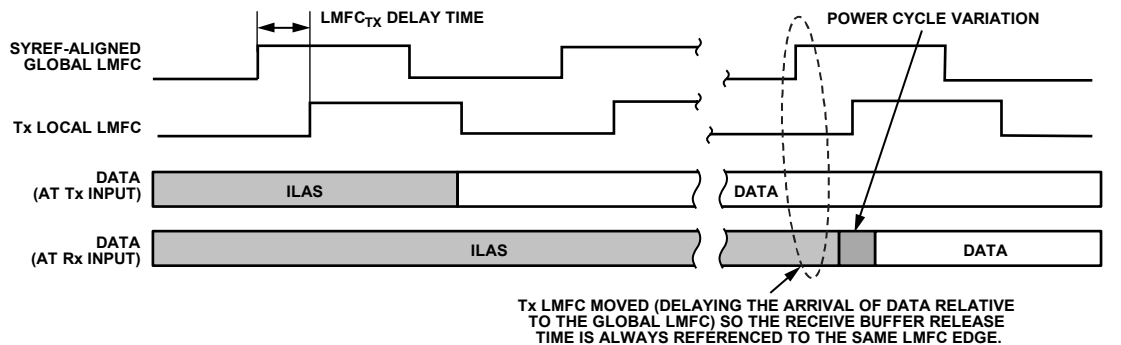 LMFCTX DELAY TIME
POWER CYCLE VARIATION
SYREF-ALIGNED
GLOBAL LMFC
Tx LOCAL LMFC
DATA
(AT Tx INPUT)
ILAS
DATA
DATA
(AT Rx INPUT)
ILAS
DATA
Tx LMFC MOVED (DELAYING THE ARRIVAL OF DATA RELATIVE
TO THE GLOBAL LMFC) SO THE RECEIVE BUFFER RELEASE
TIME IS ALWAYS REFERENCED TO THE SAME LMFC EDGE.